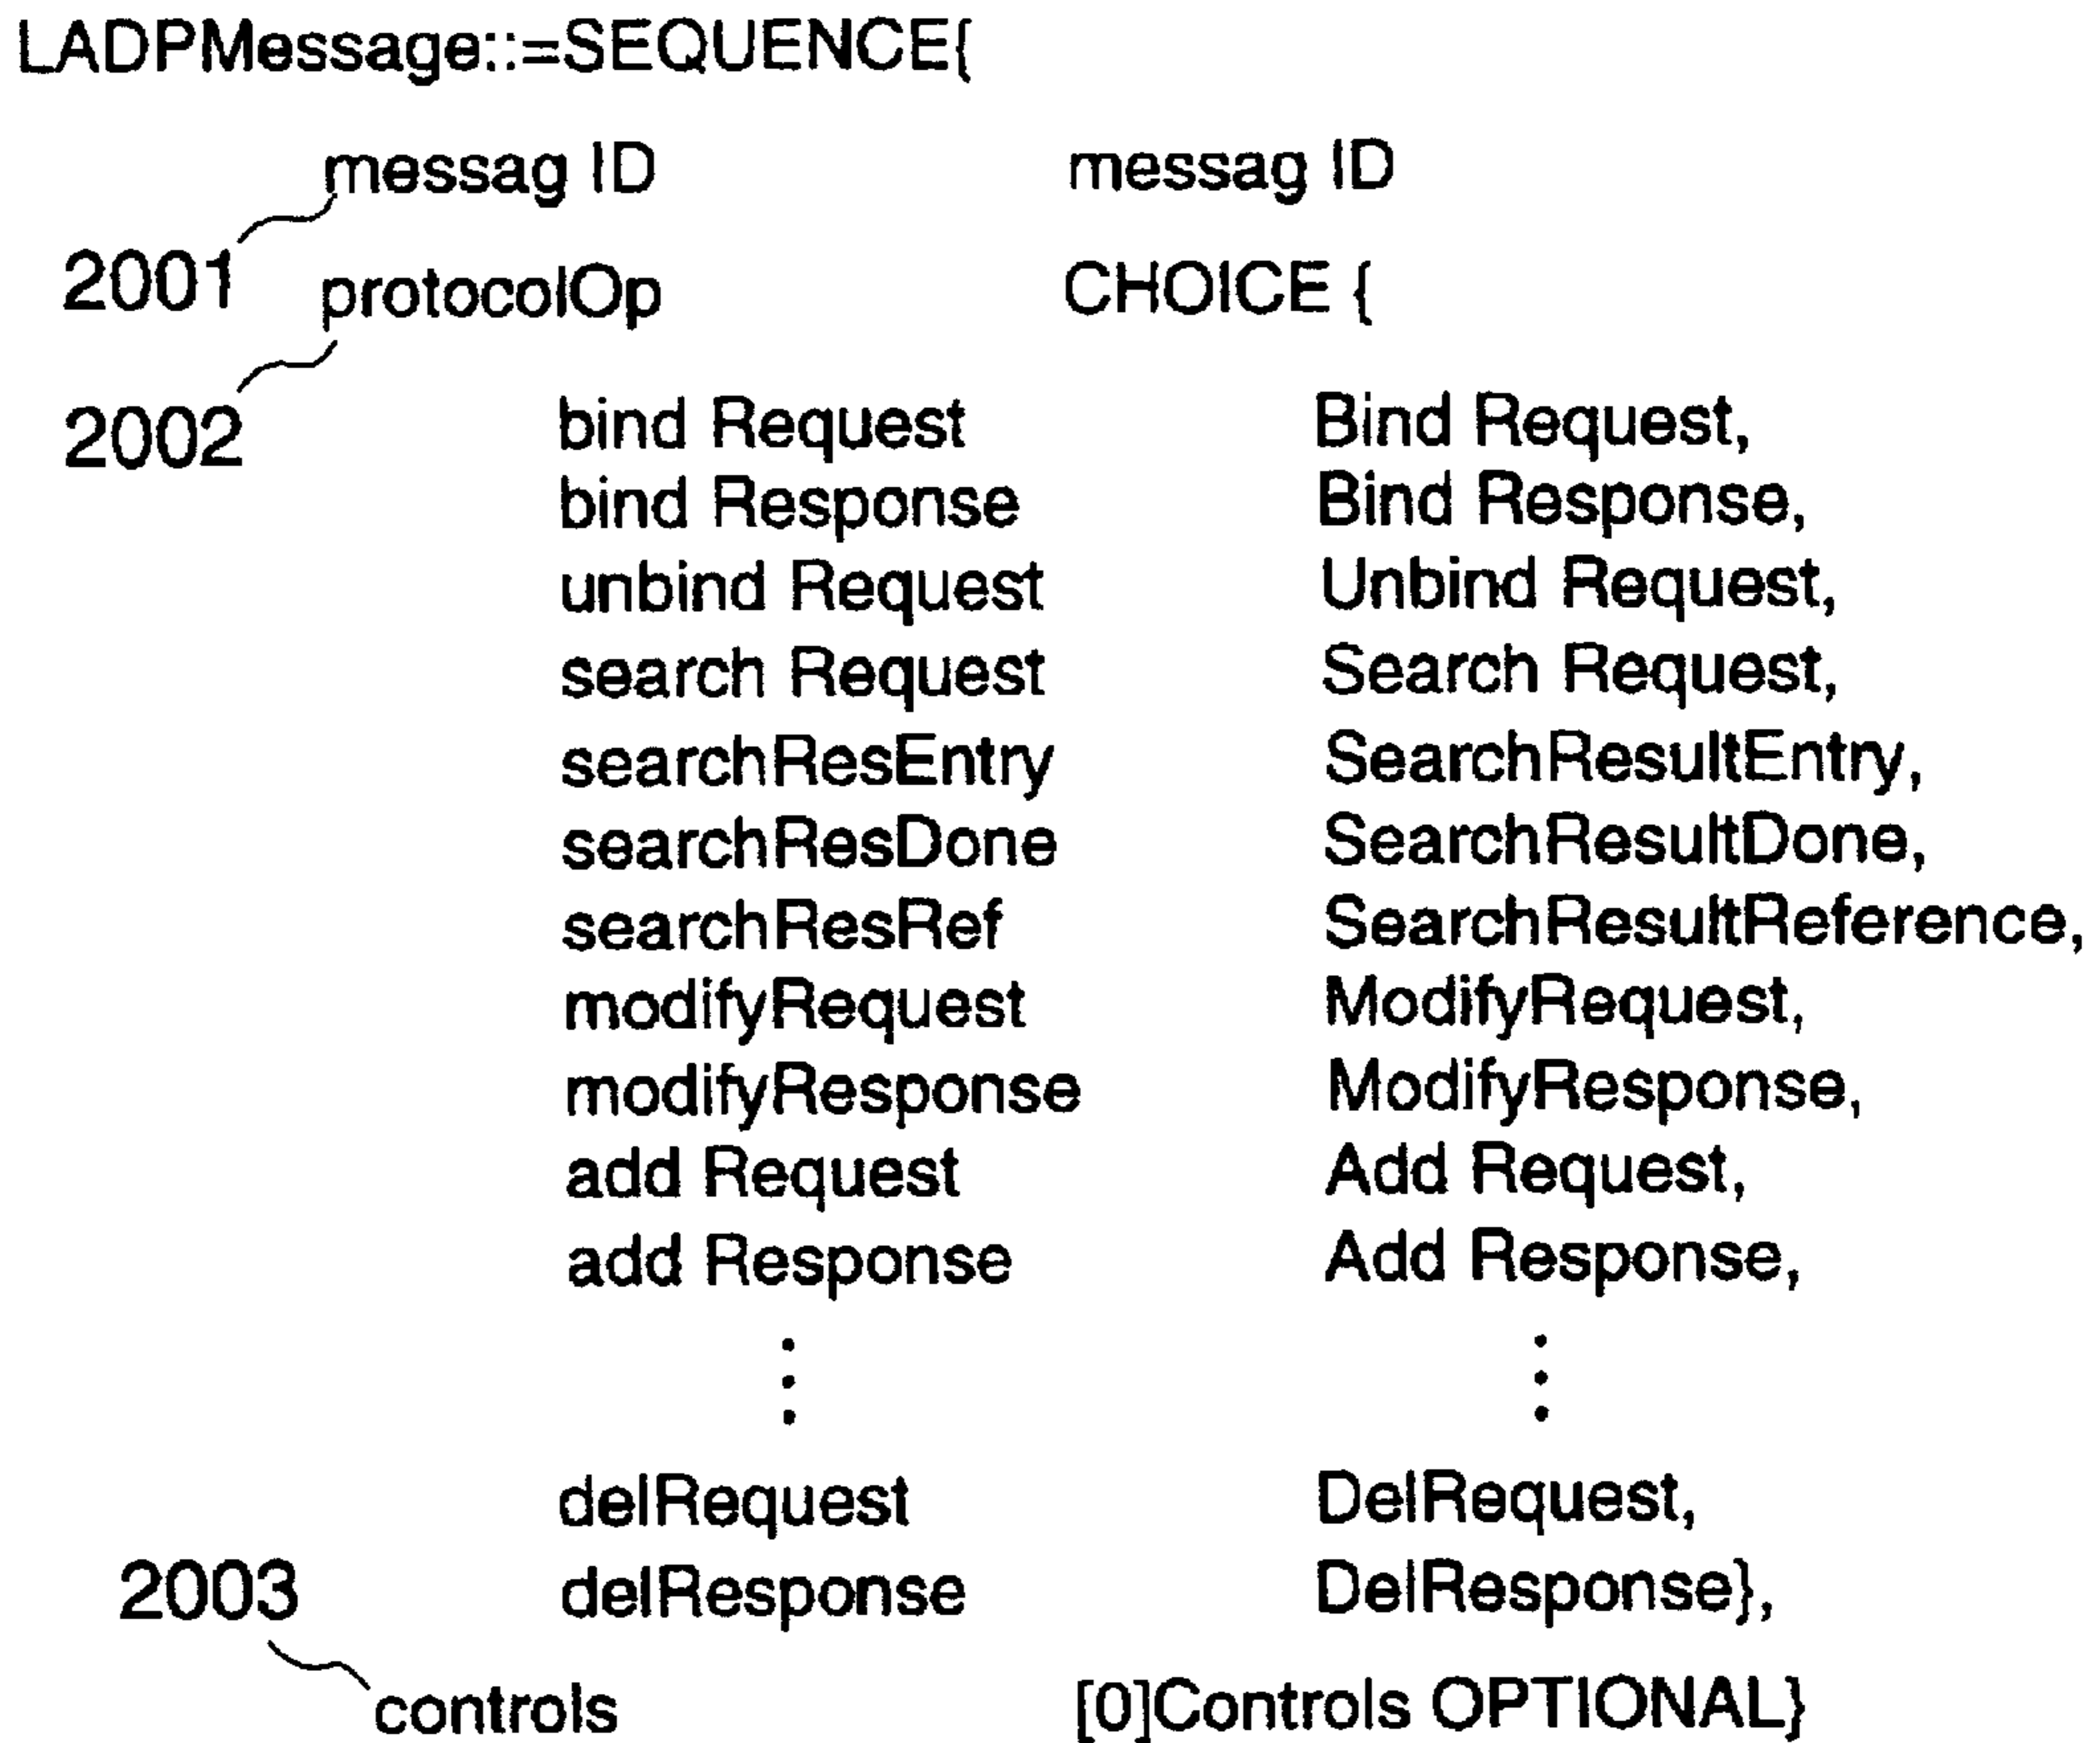 LADPMessage::=SEQUENCE{
messag ID messag ID
2001 protocolOp CHOICE {
2002 bind Request Bind Request,
bind Response Bind Response,
unbind Request Unbind Request,
search Request Search Request,
searchResEntry SearchResultEntry,
searchResDone SearchResultDone,
searchResRef SearchResultReference,
modifyRequest ModifyRequest,
modifyResponse ModifyResponse,
add Request Add Request,
add Response Add Response,
delRequest DelRequest,
2003 delResponse DelResponse},
controls [0]Controls OPTIONAL}